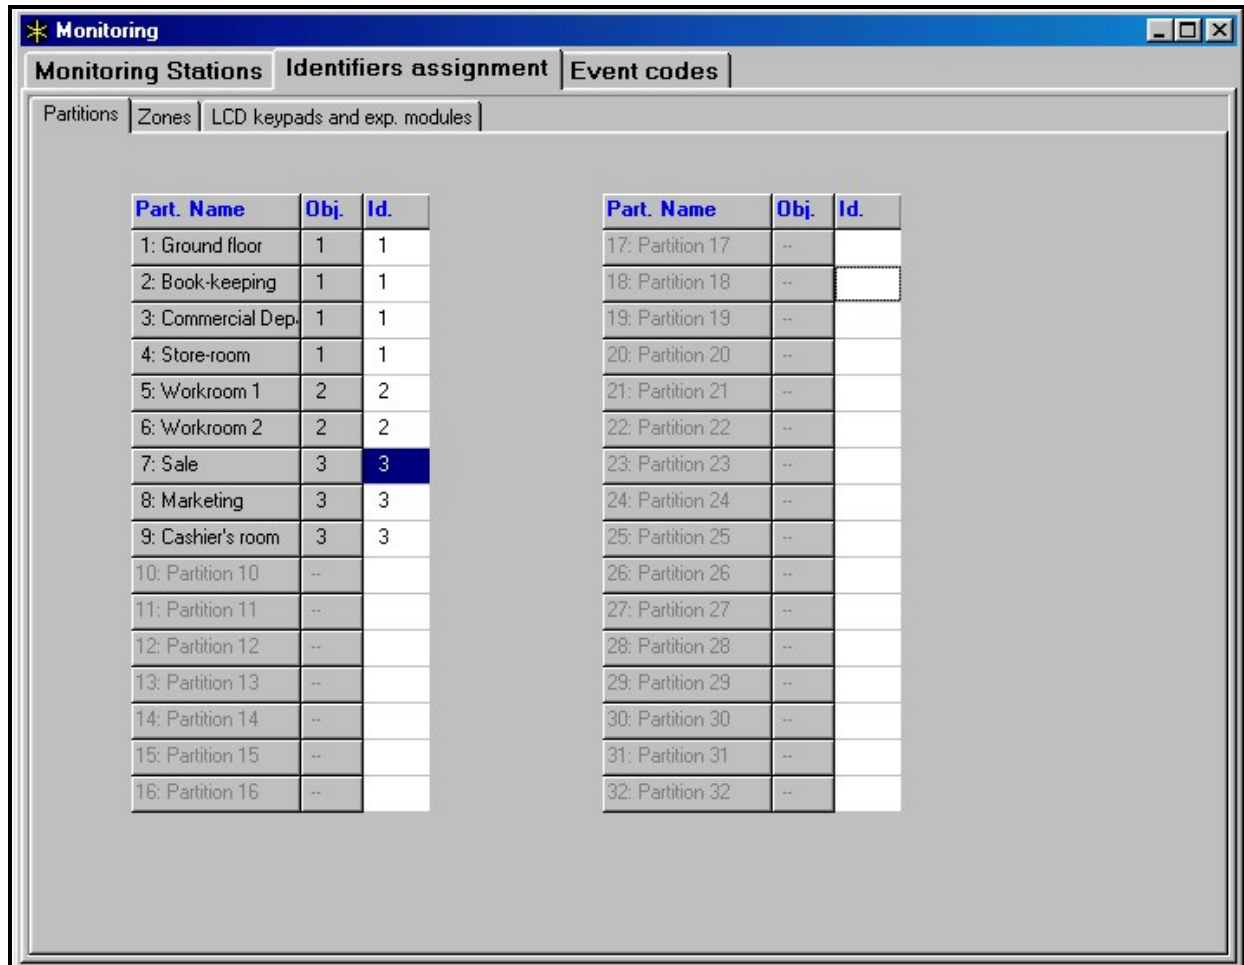 Monitoring
Monitoring Stations Identifiers assignment Event codes
Partitions Zones LCD keypads and exp. modules
Part. Name Obj. Id. Part. Name Obj. Id.
1: Ground floor 1 1 17: Partition 17 --
2: Book-keeping 1 1 18: Partition 18 --
3: Commercial Dep 1 1 19: Partition 19 --
4: Store-room 1 1 20: Partition 20 --
5: Workroom 1 2 2 21: Partition 21 --
6: Workroom 2 2 2 22: Partition 22 --
7: Sale 3 3 23: Partition 23 --
8: Marketing 3 3 24: Partition 24 --
9: Cashier's room 3 3 25: Partition 25 --
10: Partition 10 -- 26: Partition 26 --
11: Partition 11 -- 27: Partition 27 --
12: Partition 12 -- 28: Partition 28 --
13: Partition 13 -- 29: Partition 29 --
14: Partition 14 -- 30: Partition 30 --
15: Partition 15 -- 31: Partition 31 --
16: Partition 16 -- 32: Partition 32 --